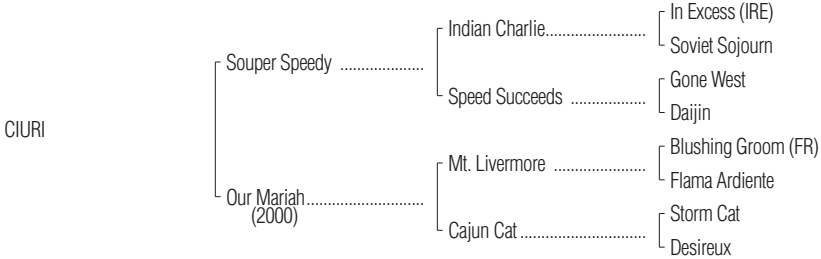 In Excess (IRE)
Indian Charlie........................
Soviet Sojourn
Souper Speedy ....................
Gone West
Speed Succeeds ..................
Daijin
CIURI
Blushing Groom (FR)
Mt. Livermore ......................
Flama Ardiente
Our Mariah............................
(2000)
Storm Cat
Cajun Cat ..............................
Desireux